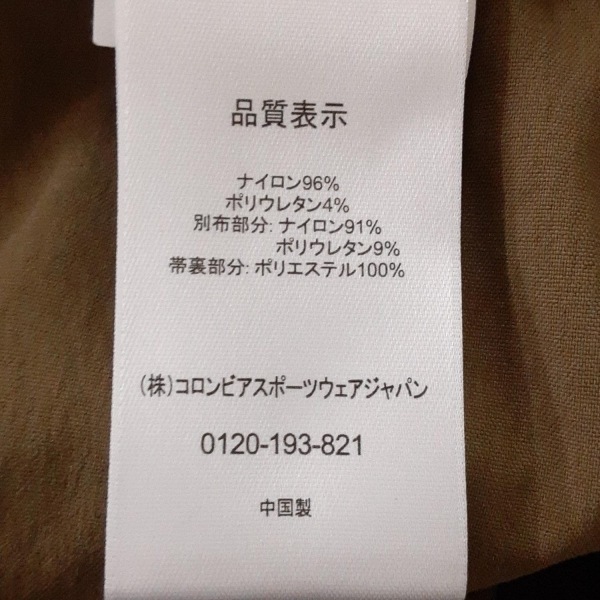 品質表示
ナイロン96%
ポリウレタン4%
別布部分: ナイロン91%
ポリウレタン9%
帯裏部分: ポリエステル100%
(株)コロンビアスポーツウェアジャパン
0120-193-821
中国製